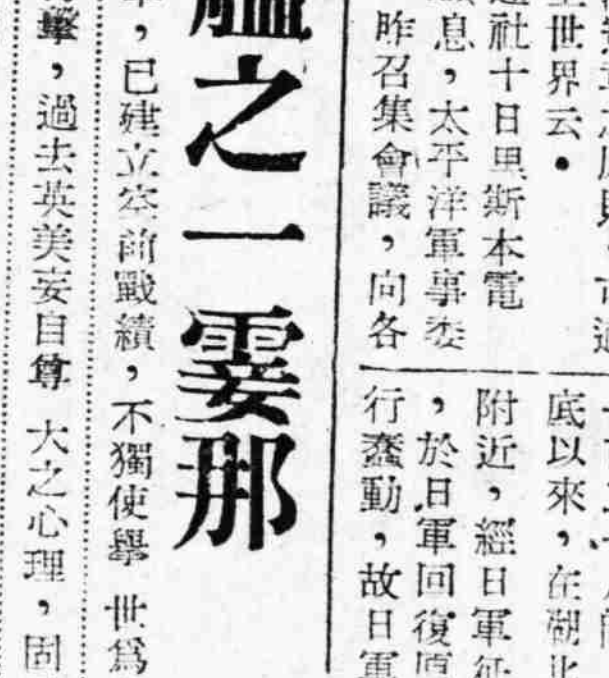 世界云。
社十日里斯本電
息，太平洋軍事委
昨召集會議，向各
底以來，在湖北
附近，經日軍征
，於日軍回復原
行蠢動，故日軍
之一霎那
，已建立空前戰績，不獨使舉世爲
擊，過去英美妄自尊大之心理，固